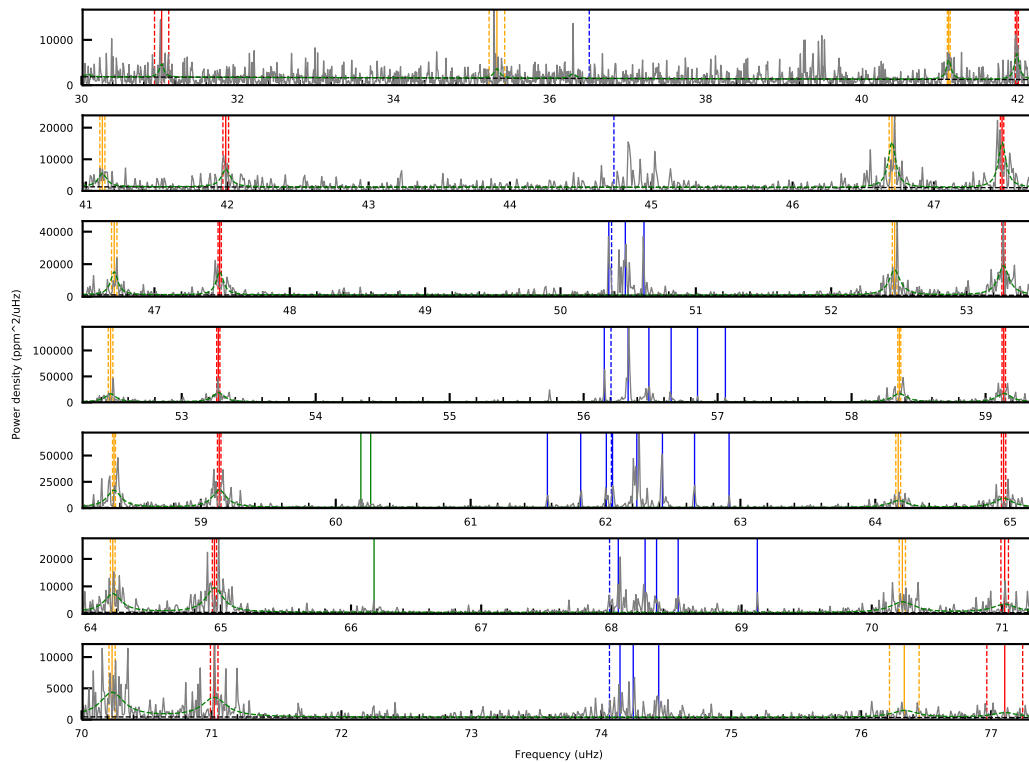 10000
5000
0
30 32 34 36 38 40 42
20000
10000
0
41 42 43 44 45 46 47
40000
20000
0
47 48 49 50 51 52 53
100000
50000
0
53 54 55 56 57 58 59
50000
25000
0
59 60 61 62 63 64 65
20000
10000
0
64 65 66 67 68 69 70 71
10000
5000
0
70 71 72 73 74 75 76 77
Power density (ppm^2/uHz)
Frequency (uHz)